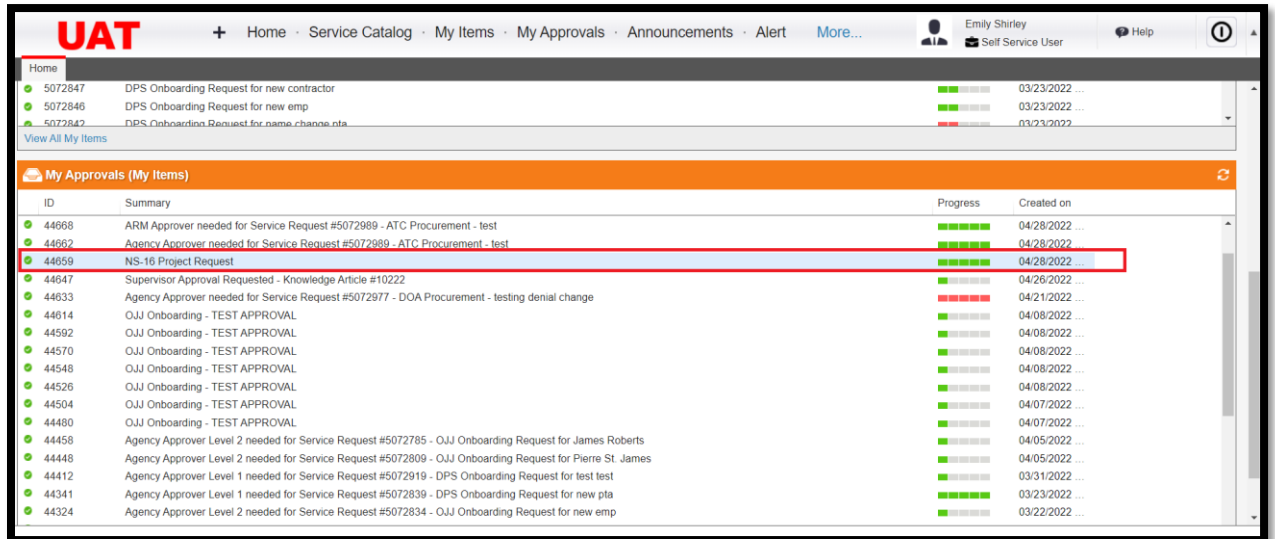 UAT + Home · Service Catalog · My Items · My Approvals · Announcements · Alert More... Emily Shirley Help
Self Service User
Home
5072847 DPS Onboarding Request for new contractor 03/23/2022 ...
5072846 DPS Onboarding Request for new emp 03/23/2022 ...
5072842 DPS Onboarding Request for name change pta 03/23/2022
View All My Items
My Approvals (My Items)
ID Summary Progress Created on
44668 ARM Approver needed for Service Request #5072989 - ATC Procurement - test 04/28/2022 ...
44662 Agency Approver needed for Service Request #5072989 - ATC Procurement - test 04/28/2022 ...
44659 NS-16 Project Request 04/28/2022 ...
44647 Supervisor Approval Requested - Knowledge Article #10222 04/26/2022 ...
44633 Agency Approver needed for Service Request #5072977 - DOA Procurement - testing denial change 04/21/2022 ...
44614 OJJ Onboarding - TEST APPROVAL 04/08/2022 ...
44592 OJJ Onboarding - TEST APPROVAL 04/08/2022 ...
44570 OJJ Onboarding - TEST APPROVAL 04/08/2022 ...
44548 OJJ Onboarding - TEST APPROVAL 04/08/2022 ...
44526 OJJ Onboarding - TEST APPROVAL 04/08/2022 ...
44504 OJJ Onboarding - TEST APPROVAL 04/07/2022 ...
44480 OJJ Onboarding - TEST APPROVAL 04/07/2022 ...
44458 Agency Approver Level 2 needed for Service Request #5072785 - OJJ Onboarding Request for James Roberts 04/05/2022 ...
44448 Agency Approver Level 2 needed for Service Request #5072809 - OJJ Onboarding Request for Pierre St. James 04/05/2022 ...
44412 Agency Approver Level 1 needed for Service Request #5072919 - DPS Onboarding Request for test test 03/31/2022 ...
44341 Agency Approver Level 1 needed for Service Request #5072839 - DPS Onboarding Request for new pta 03/23/2022 ...
44324 Agency Approver Level 2 needed for Service Request #5072834 - OJJ Onboarding Request for new emp 03/22/2022 ...